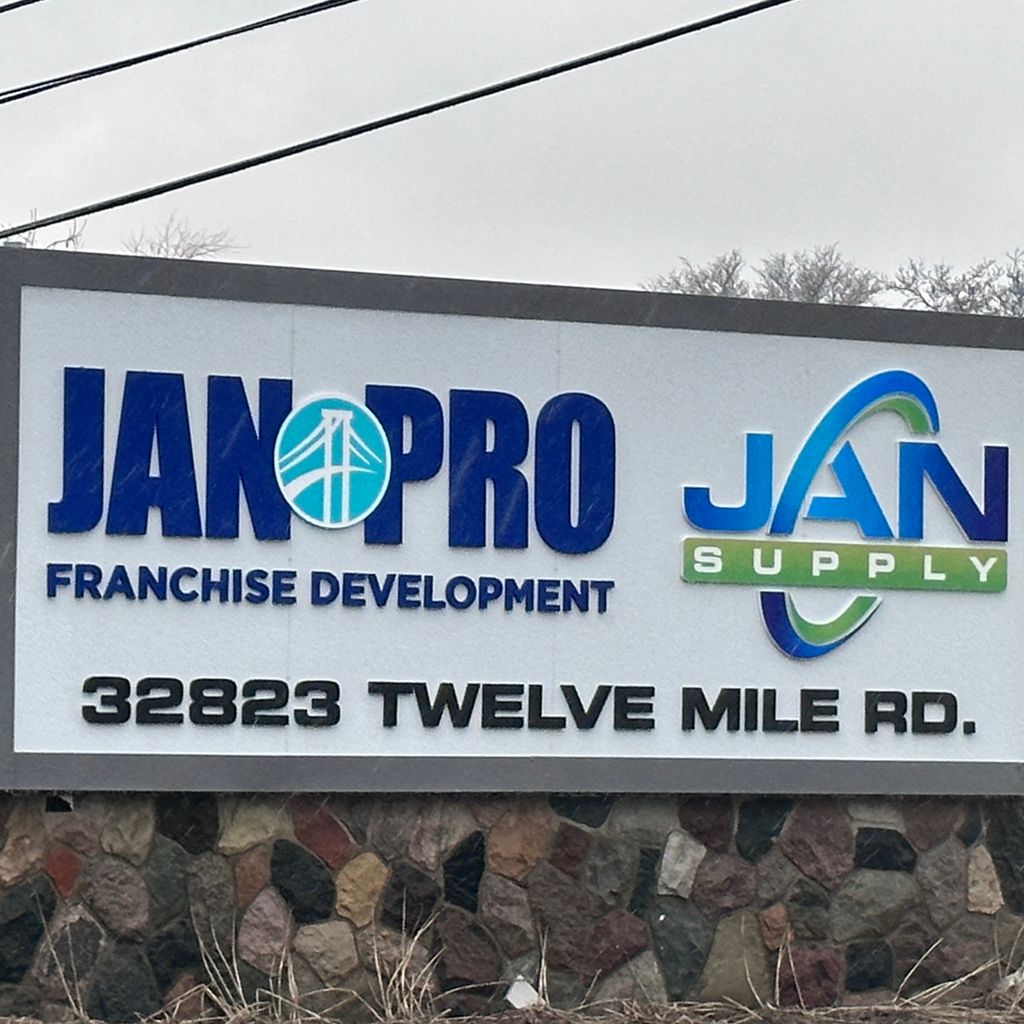 JAN PRO
FRANCHISE DEVELOPMENT
JAN
SUPPLY
32823 TWELVE MILE RD.